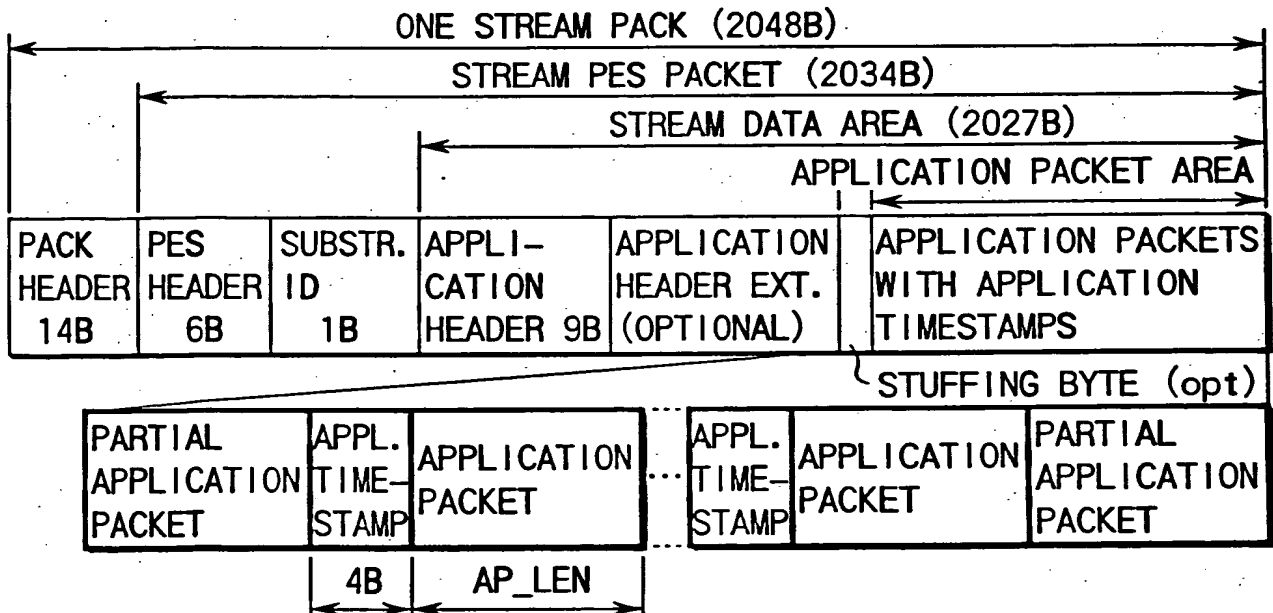 ONE STREAM PACK (2048B)
STREAM PES PACKET (2034B)
STREAM DATA AREA (2027B)
APPLICATION PACKET AREA
PACK
HEADER
14B
PES
HEADER
6B
SUBSTR.
ID
1B
APPLI-
CATION
HEADER 9B
APPLICATION
HEADER EXT.
(OPTIONAL)
APPLICATION PACKETS
WITH APPLICATION
TIMESTAMPS
STUFFING BYTE (opt)
PARTIAL
APPLICATION
PACKET
APPL.
TIME-
STAMP
APPLICATION
PACKET
APPL.
TIME-
STAMP
APPLICATION
PACKET
PARTIAL
APPLICATION
PACKET
4B
AP_LEN